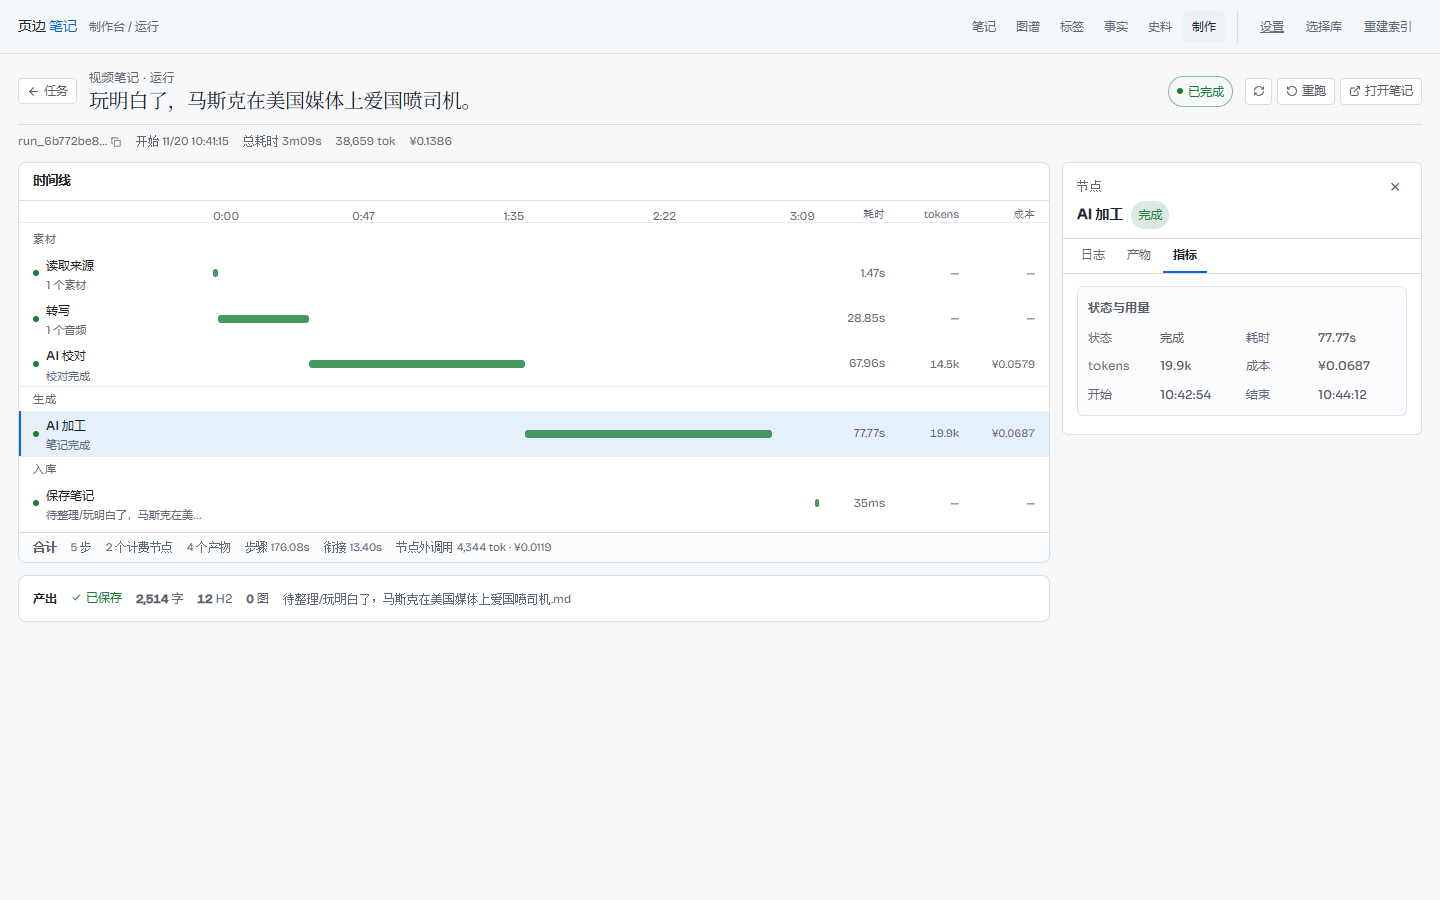 页边 笔记 制作台 / 运行 笔记 图谱 标签 事实 史料 制作 设置 选择库 重建索引
← 任务
视频笔记 · 运行
玩明白了，马斯克在美国媒体上爱国喷司机。
已完成 重跑 打开笔记
run_6b772be8... 开始 11/20 10:41:15 总耗时 3m09s 38,659 tok ¥0.1386
时间线
0:00 0:47 1:35 2:22 3:09 耗时 tokens 成本
素材
读取来源
1 个素材
1.47s — —
转写
1 个音频
28.85s — —
AI 校对
校对完成
67.96s 14.5k ¥0.0579
生成
AI 加工
笔记完成
77.77s 19.9k ¥0.0687
入库
保存笔记
待整理/玩明白了，马斯克在美...
35ms — —
合计 5 步 2 个计费节点 4 个产物 步骤 176.08s 衔接 13.40s 节点外调用 4,344 tok · ¥0.0119
产出 已保存 2,514 字 12 H2 0 图 待整理/玩明白了，马斯克在美国媒体上爱国喷司机.md
节点
AI 加工 完成
日志 产物 指标
状态与用量
状态 完成 耗时 77.77s
tokens 19.9k 成本 ¥0.0687
开始 10:42:54 结束 10:44:12